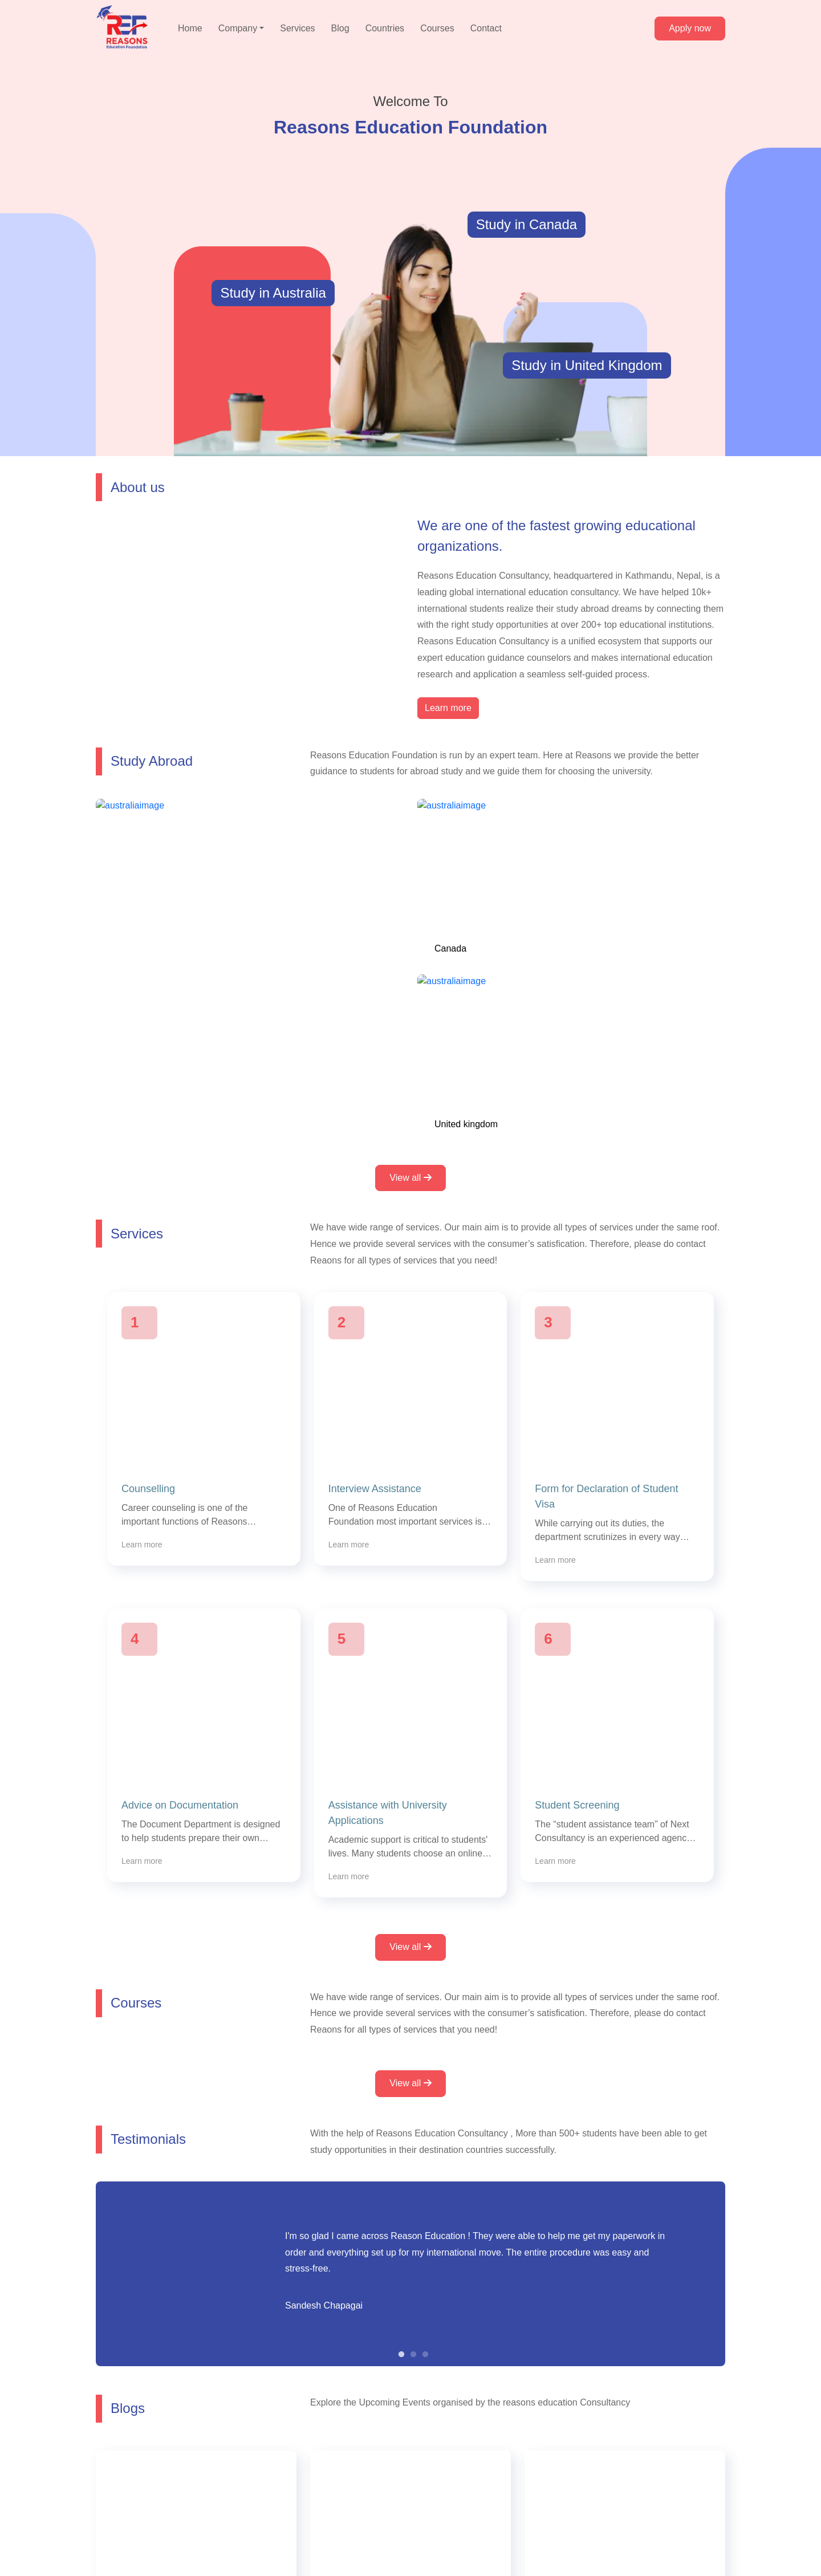 REF
REASONS
Education Foundation
Home
Company
Services
Blog
Countries
Courses
Contact
Apply now
Welcome To
Reasons Education Foundation
Study in Canada
Study in Australia
Study in United Kingdom
About us
We are one of the fastest growing educational
organizations.
Reasons Education Consultancy, headquartered in Kathmandu, Nepal, is a
leading global international education consultancy. We have helped 10k+
international students realize their study abroad dreams by connecting them
with the right study opportunities at over 200+ top educational institutions.
Reasons Education Consultancy is a unified ecosystem that supports our
expert education guidance counselors and makes international education
research and application a seamless self-guided process.
Learn more
Study Abroad
Reasons Education Foundation is run by an expert team. Here at Reasons we provide the better
guidance to students for abroad study and we guide them for choosing the university.
australiaimage
australiaimage
Canada
australiaimage
United kingdom
View all
Services
We have wide range of services. Our main aim is to provide all types of services under the same roof.
Hence we provide several services with the consumer’s satisfication. Therefore, please do contact
Reaons for all types of services that you need!
1
Counselling
Career counseling is one of the
important functions of Reasons…
Learn more
2
Interview Assistance
One of Reasons Education
Foundation most important services is…
Learn more
3
Form for Declaration of Student
Visa
While carrying out its duties, the
department scrutinizes in every way…
Learn more
4
Advice on Documentation
The Document Department is designed
to help students prepare their own…
Learn more
5
Assistance with University
Applications
Academic support is critical to students'
lives. Many students choose an online…
Learn more
6
Student Screening
The “student assistance team” of Next
Consultancy is an experienced agenc…
Learn more
View all
Courses
We have wide range of services. Our main aim is to provide all types of services under the same roof.
Hence we provide several services with the consumer’s satisfication. Therefore, please do contact
Reaons for all types of services that you need!
View all
Testimonials
With the help of Reasons Education Consultancy , More than 500+ students have been able to get
study opportunities in their destination countries successfully.
I'm so glad I came across Reason Education ! They were able to help me get my paperwork in
order and everything set up for my international move. The entire procedure was easy and
stress-free.
Sandesh Chapagai
Blogs
Explore the Upcoming Events organised by the reasons education Consultancy